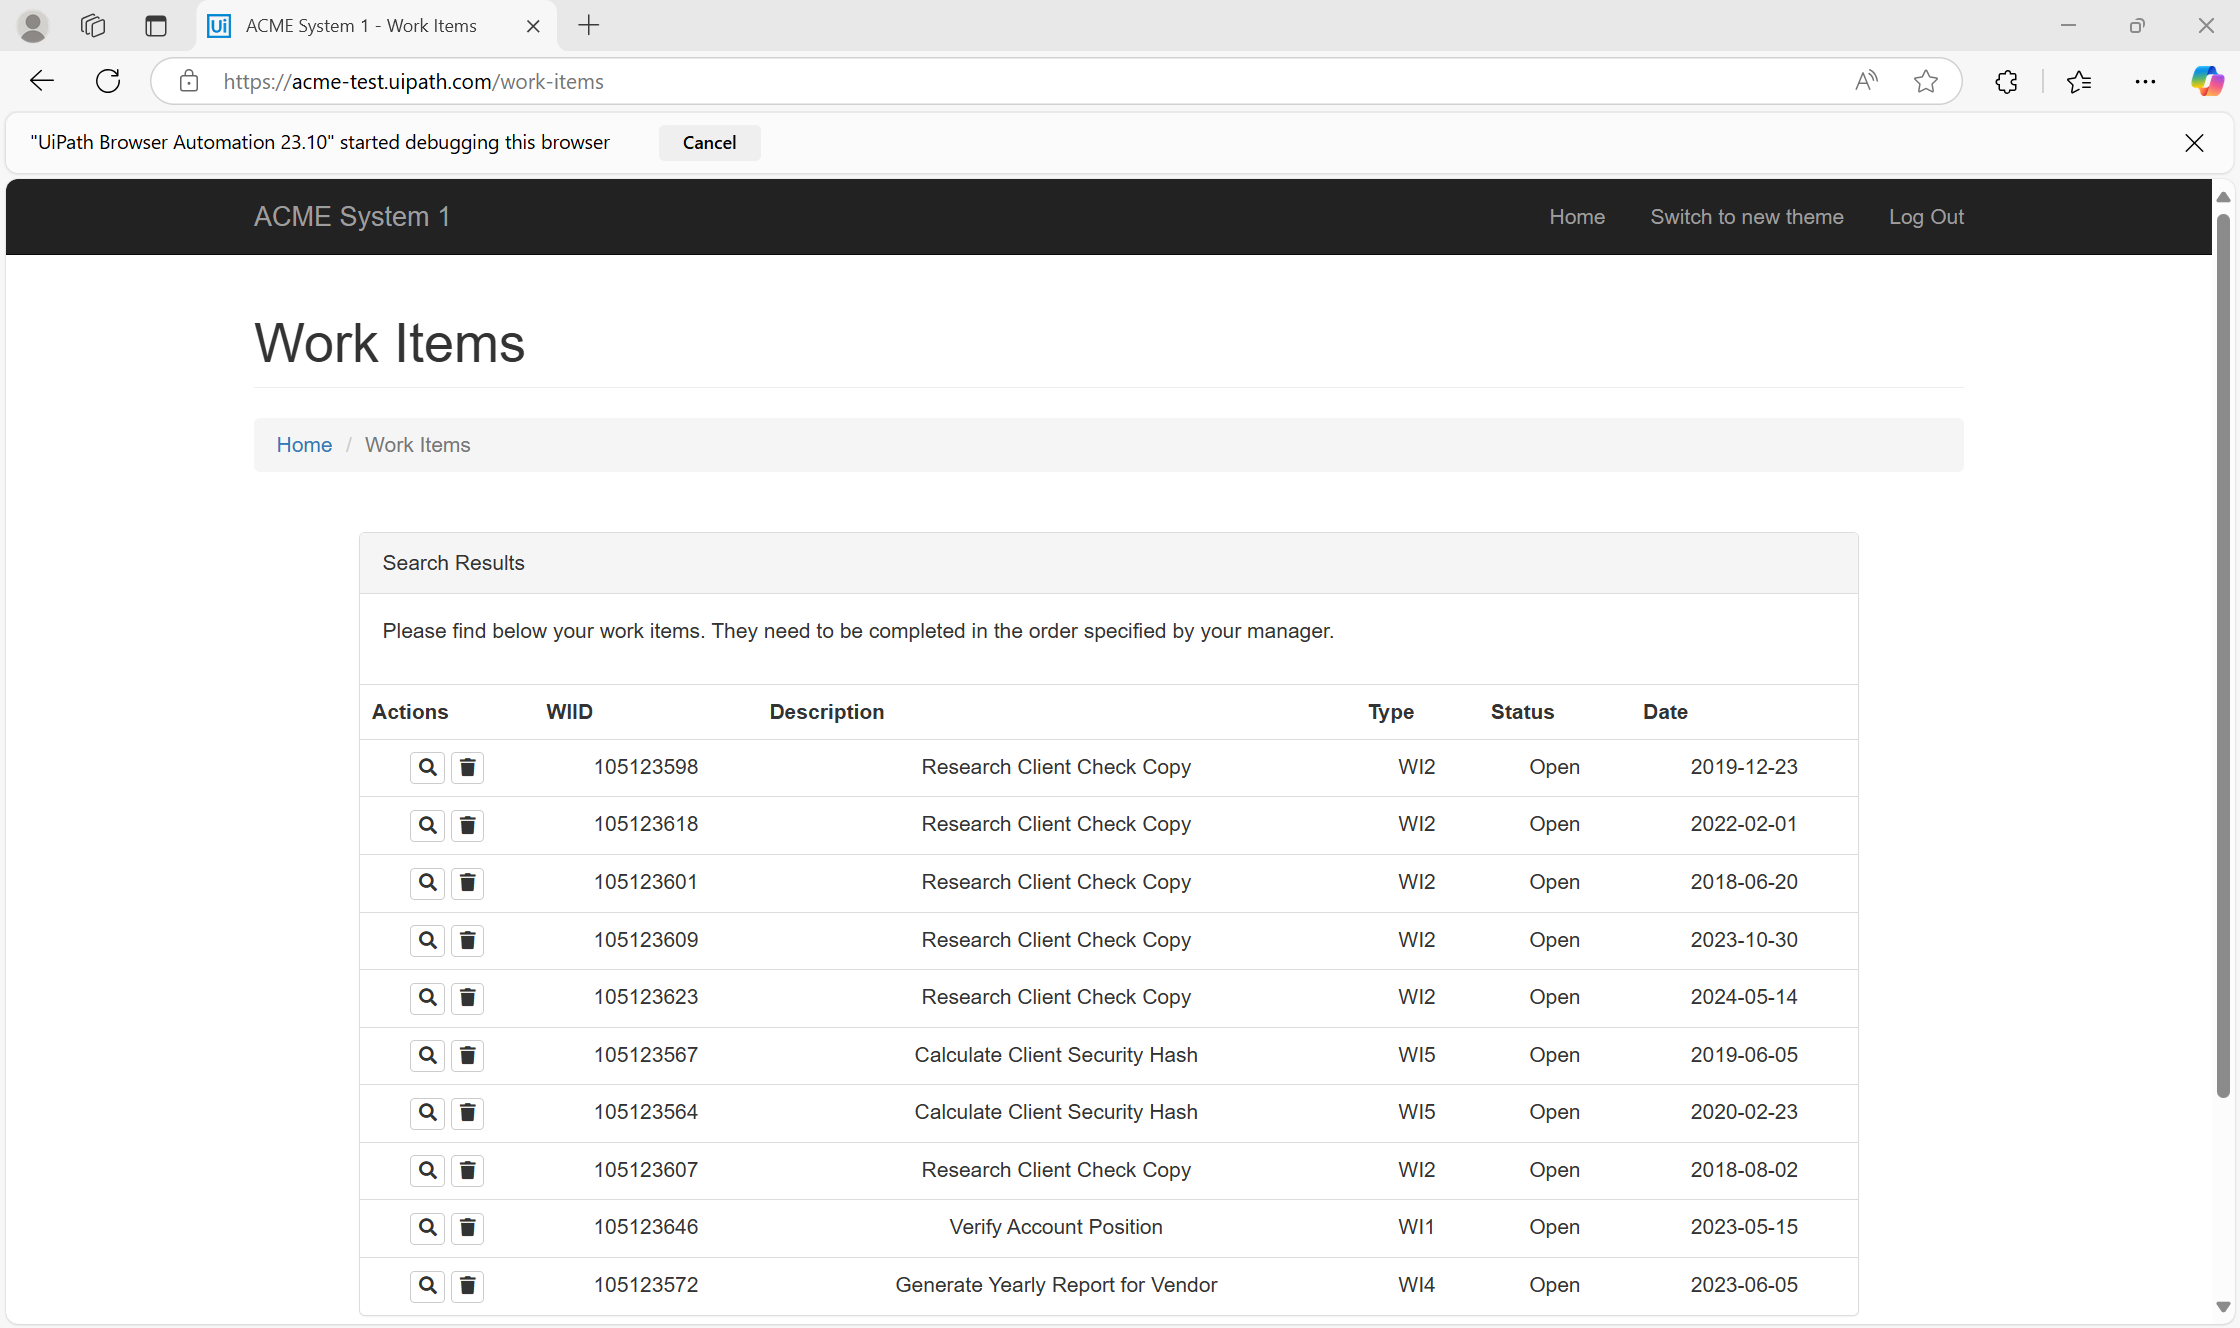 Ui ACME System 1 - Work Items
https://acme-test.uipath.com/work-items
"UiPath Browser Automation 23.10" started debugging this browser Cancel
ACME System 1 Home Switch to new theme Log Out
Work Items
Home / Work Items
Search Results
Please find below your work items. They need to be completed in the order specified by your manager.
Actions WIID Description Type Status Date
105123598 Research Client Check Copy WI2 Open 2019-12-23
105123618 Research Client Check Copy WI2 Open 2022-02-01
105123601 Research Client Check Copy WI2 Open 2018-06-20
105123609 Research Client Check Copy WI2 Open 2023-10-30
105123623 Research Client Check Copy WI2 Open 2024-05-14
105123567 Calculate Client Security Hash WI5 Open 2019-06-05
105123564 Calculate Client Security Hash WI5 Open 2020-02-23
105123607 Research Client Check Copy WI2 Open 2018-08-02
105123646 Verify Account Position WI1 Open 2023-05-15
105123572 Generate Yearly Report for Vendor WI4 Open 2023-06-05